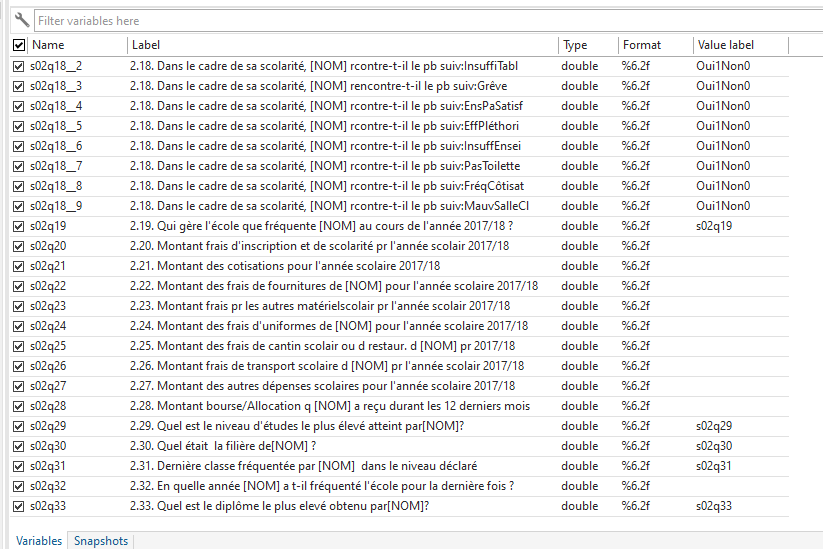 Filter variables here
Name Label Type Format Value label
s02q18__2 2.18. Dans le cadre de sa scolarité, [NOM] rcontre-t-il le pb suiv:InsuffiTabl double %6.2f Oui1Non0
s02q18__3 2.18. Dans le cadre de sa scolarité, [NOM] rencontre-t-il le pb suiv:Grêve double %6.2f Oui1Non0
s02q18__4 2.18. Dans le cadre de sa scolarité, [NOM] rcontre-t-il le pb suiv:EnsPaSatisf double %6.2f Oui1Non0
s02q18__5 2.18. Dans le cadre de sa scolarité, [NOM] rcontre-t-il le pb suiv:EffPléthori double %6.2f Oui1Non0
s02q18__6 2.18. Dans le cadre de sa scolarité, [NOM] rcontre-t-il le pb suiv:InsuffEnsei double %6.2f Oui1Non0
s02q18__7 2.18. Dans le cadre de sa scolarité, [NOM] rcontre-t-il le pb suiv:PasToilette double %6.2f Oui1Non0
s02q18__8 2.18. Dans le cadre de sa scolarité, [NOM] rcontre-t-il le pb suiv:FréqCôtisat double %6.2f Oui1Non0
s02q18__9 2.18. Dans le cadre de sa scolarité, [NOM] rcontre-t-il le pb suiv:MauvSalleCl double %6.2f Oui1Non0
s02q19 2.19. Qui gère l'école que fréquente [NOM] au cours de l'année 2017/18 ? double %6.2f s02q19
s02q20 2.20. Montant frais d'inscription et de scolarité pr l'année scolair 2017/18 double %6.2f
s02q21 2.21. Montant des cotisations pour l'année scolaire 2017/18 double %6.2f
s02q22 2.22. Montant des frais de fournitures de [NOM] pour l'année scolaire 2017/18 double %6.2f
s02q23 2.23. Montant frais pr les autres matérielscolair pr l'année scolair 2017/18 double %6.2f
s02q24 2.24. Montant des frais d'uniformes de [NOM] pour l'année scolaire 2017/18 double %6.2f
s02q25 2.25. Montant des frais de cantin scolair ou d restaur. d [NOM] pr 2017/18 double %6.2f
s02q26 2.26. Montant frais de transport scolaire d [NOM] pr l'année scolair 2017/18 double %6.2f
s02q27 2.27. Montant des autres dépenses scolaires pour l'année scolaire 2017/18 double %6.2f
s02q28 2.28. Montant bourse/Allocation q [NOM] a reçu durant les 12 derniers mois double %6.2f
s02q29 2.29. Quel est le niveau d'études le plus élevé atteint par[NOM]? double %6.2f s02q29
s02q30 2.30. Quel était  la filière de[NOM] ? double %6.2f s02q30
s02q31 2.31. Dernière classe fréquentée par [NOM]  dans le niveau déclaré double %6.2f s02q31
s02q32 2.32. En quelle année [NOM] a t-il fréquenté l'école pour la dernière fois ? double %6.2f
s02q33 2.33. Quel est le diplôme le plus elevé obtenu par[NOM]? double %6.2f s02q33
Variables Snapshots